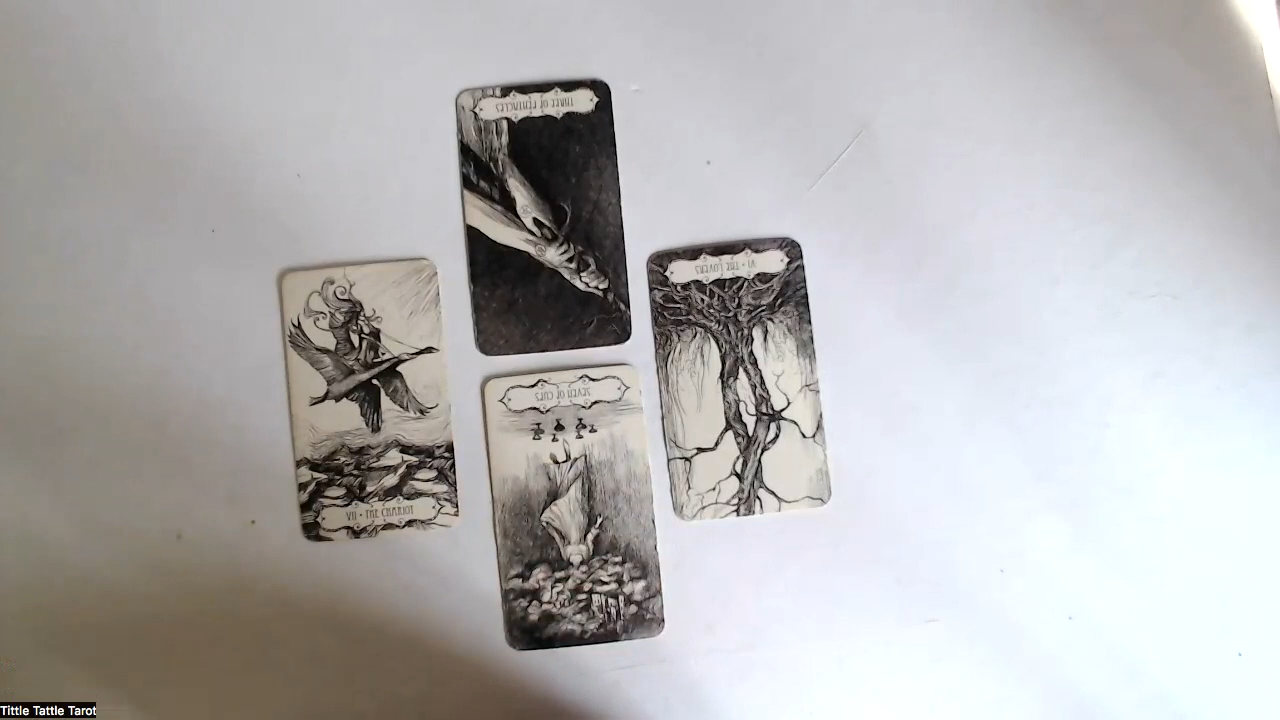 THREE OF PENTACLES
VI • THE LOVERS
SEVEN OF CUPS
VII • THE CHARIOT
Tittle Tattle Tarot